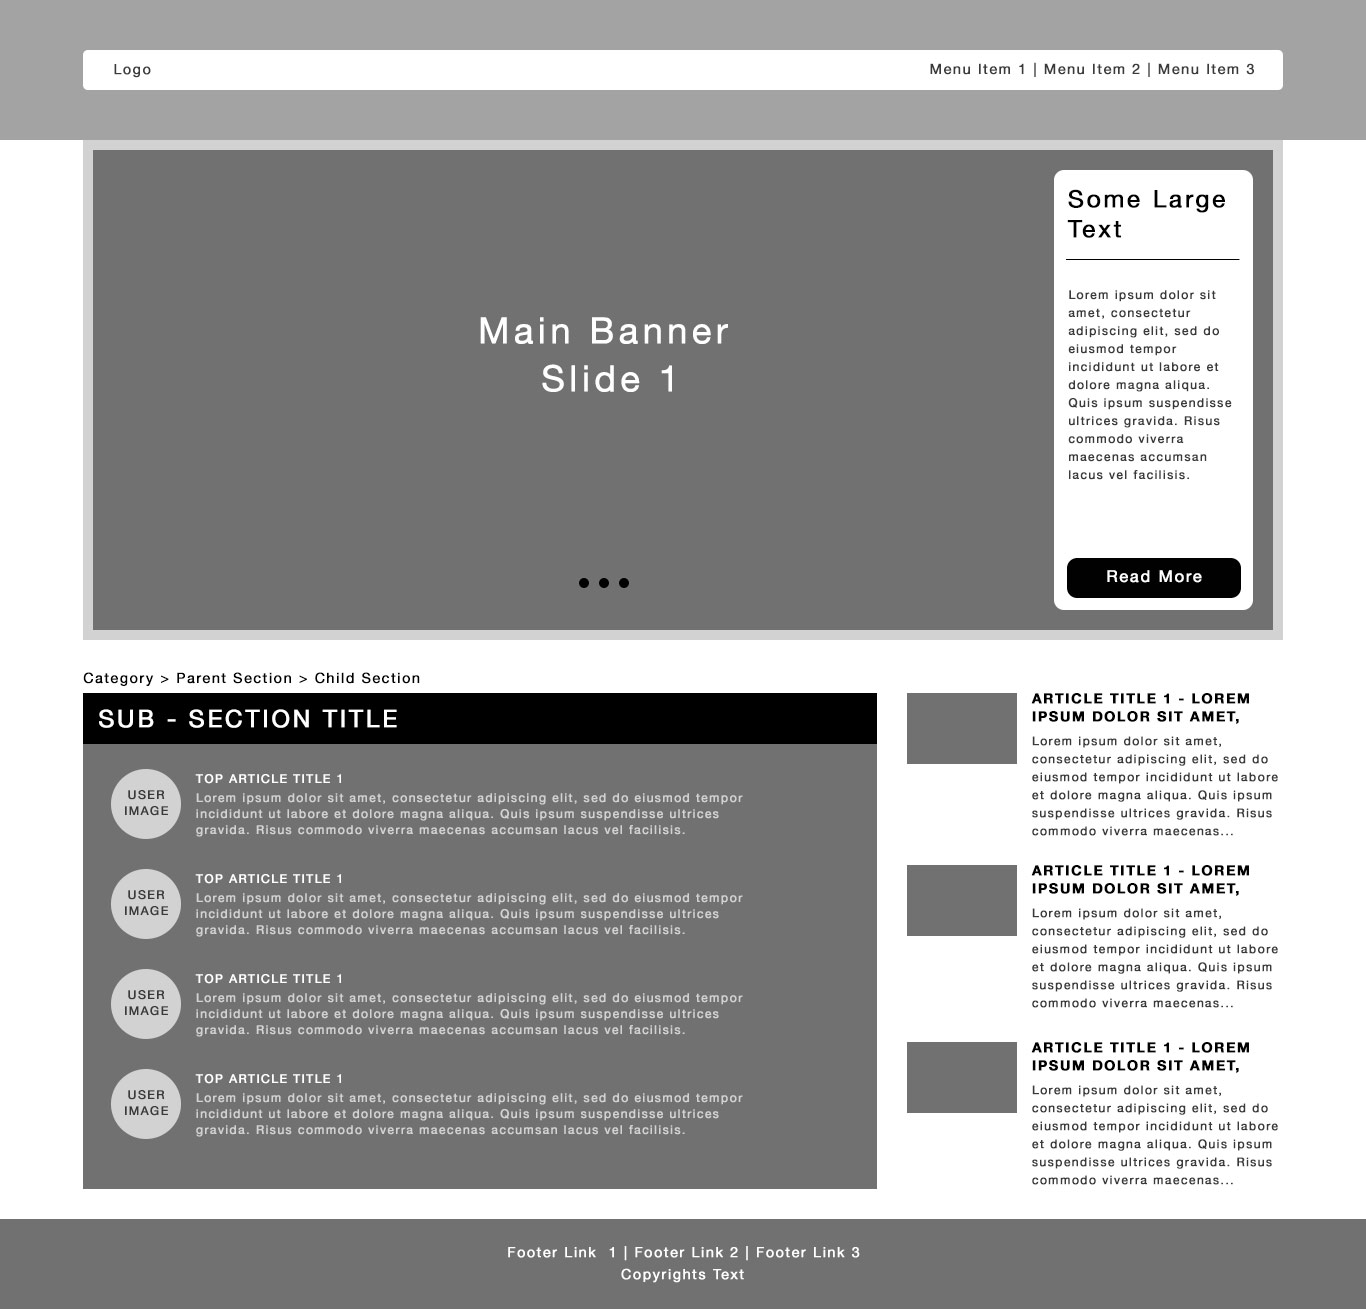 Logo
Menu Item 1 | Menu Item 2 | Menu Item 3
Main Banner
Slide 1
Some Large
Text
Lorem ipsum dolor sit
amet, consectetur
adipiscing elit, sed do
eiusmod tempor
incididunt ut labore et
dolore magna aliqua.
Quis ipsum suspendisse
ultrices gravida. Risus
commodo viverra
maecenas accumsan
lacus vel facilisis.
Read More
Category > Parent Section > Child Section
SUB - SECTION TITLE
USER
IMAGE
TOP ARTICLE TITLE 1
Lorem ipsum dolor sit amet, consectetur adipiscing elit, sed do eiusmod tempor
incididunt ut labore et dolore magna aliqua. Quis ipsum suspendisse ultrices
gravida. Risus commodo viverra maecenas accumsan lacus vel facilisis.
USER
IMAGE
TOP ARTICLE TITLE 1
Lorem ipsum dolor sit amet, consectetur adipiscing elit, sed do eiusmod tempor
incididunt ut labore et dolore magna aliqua. Quis ipsum suspendisse ultrices
gravida. Risus commodo viverra maecenas accumsan lacus vel facilisis.
USER
IMAGE
TOP ARTICLE TITLE 1
Lorem ipsum dolor sit amet, consectetur adipiscing elit, sed do eiusmod tempor
incididunt ut labore et dolore magna aliqua. Quis ipsum suspendisse ultrices
gravida. Risus commodo viverra maecenas accumsan lacus vel facilisis.
USER
IMAGE
TOP ARTICLE TITLE 1
Lorem ipsum dolor sit amet, consectetur adipiscing elit, sed do eiusmod tempor
incididunt ut labore et dolore magna aliqua. Quis ipsum suspendisse ultrices
gravida. Risus commodo viverra maecenas accumsan lacus vel facilisis.
ARTICLE TITLE 1 - LOREM
IPSUM DOLOR SIT AMET,
Lorem ipsum dolor sit amet,
consectetur adipiscing elit, sed do
eiusmod tempor incididunt ut labore
et dolore magna aliqua. Quis ipsum
suspendisse ultrices gravida. Risus
commodo viverra maecenas...
ARTICLE TITLE 1 - LOREM
IPSUM DOLOR SIT AMET,
Lorem ipsum dolor sit amet,
consectetur adipiscing elit, sed do
eiusmod tempor incididunt ut labore
et dolore magna aliqua. Quis ipsum
suspendisse ultrices gravida. Risus
commodo viverra maecenas...
ARTICLE TITLE 1 - LOREM
IPSUM DOLOR SIT AMET,
Lorem ipsum dolor sit amet,
consectetur adipiscing elit, sed do
eiusmod tempor incididunt ut labore
et dolore magna aliqua. Quis ipsum
suspendisse ultrices gravida. Risus
commodo viverra maecenas...
Footer Link  1 | Footer Link 2 | Footer Link 3
Copyrights Text